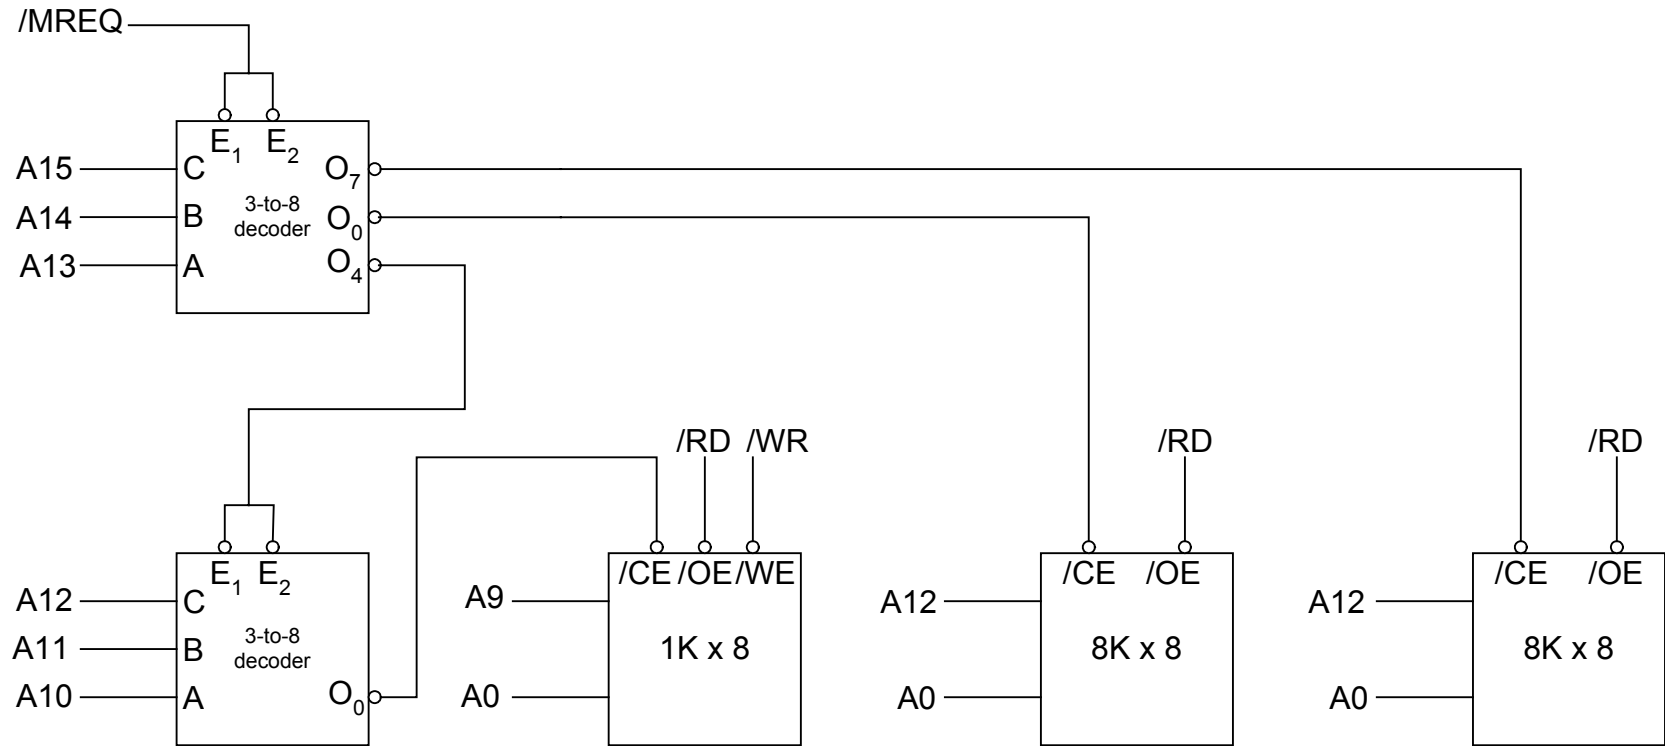 /MREQ
E1 E2
A15 C O7
3-to-8
A14 B O0
decoder
A13 A O4
/RD /WR /RD /RD
E1 E2 /CE /OE /WE /CE /OE /CE /OE
A12 C A9 A12 A12
3-to-8
A11 B 1K x 8 8K x 8 8K x 8
decoder
A10 A O0 A0 A0 A0